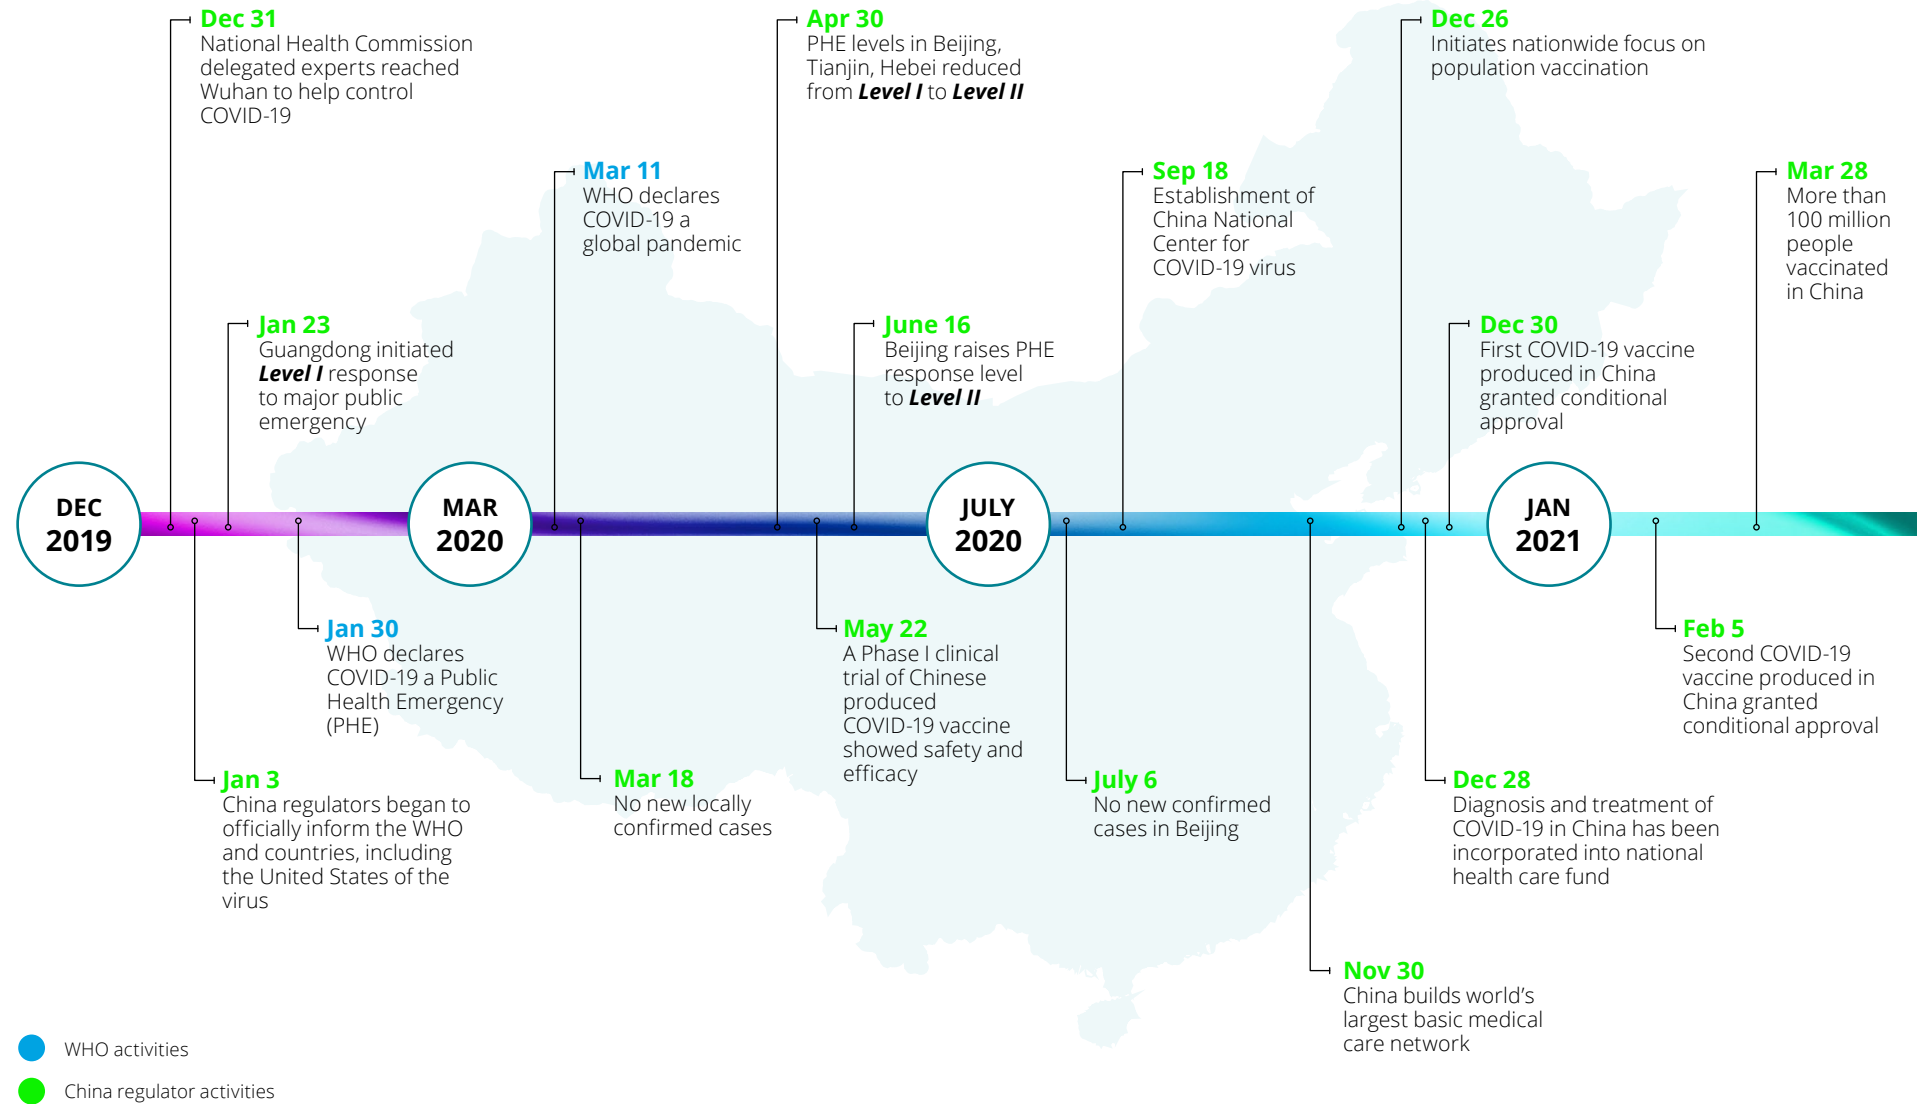 Dec 31
National Health Commission
delegated experts reached
Wuhan to help control
COVID-19
Apr 30
PHE levels in Beijing,
Tianjin, Hebei reduced
from Level I to Level II
Dec 26
Initiates nationwide focus on
population vaccination
Mar 11
WHO declares
COVID-19 a
global pandemic
Sep 18
Establishment of
China National
Center for
COVID-19 virus
Mar 28
More than
100 million
people
vaccinated
in China
Jan 23
Guangdong initiated
Level I response
to major public
emergency
June 16
Beijing raises PHE
response level
to Level II
Dec 30
First COVID-19 vaccine
produced in China
granted conditional
approval
DEC
2019
MAR
2020
JULY
2020
JAN
2021
Jan 30
WHO declares
COVID-19 a Public
Health Emergency
(PHE)
May 22
A Phase I clinical
trial of Chinese
produced
COVID-19 vaccine
showed safety and
efficacy
Feb 5
Second COVID-19
vaccine produced in
China granted
conditional approval
Jan 3
China regulators began to
officially inform the WHO
and countries, including
the United States of the
virus
Mar 18
No new locally
confirmed cases
July 6
No new confirmed
cases in Beijing
Dec 28
Diagnosis and treatment of
COVID-19 in China has been
incorporated into national
health care fund
Nov 30
China builds world’s
largest basic medical
care network
WHO activities
China regulator activities